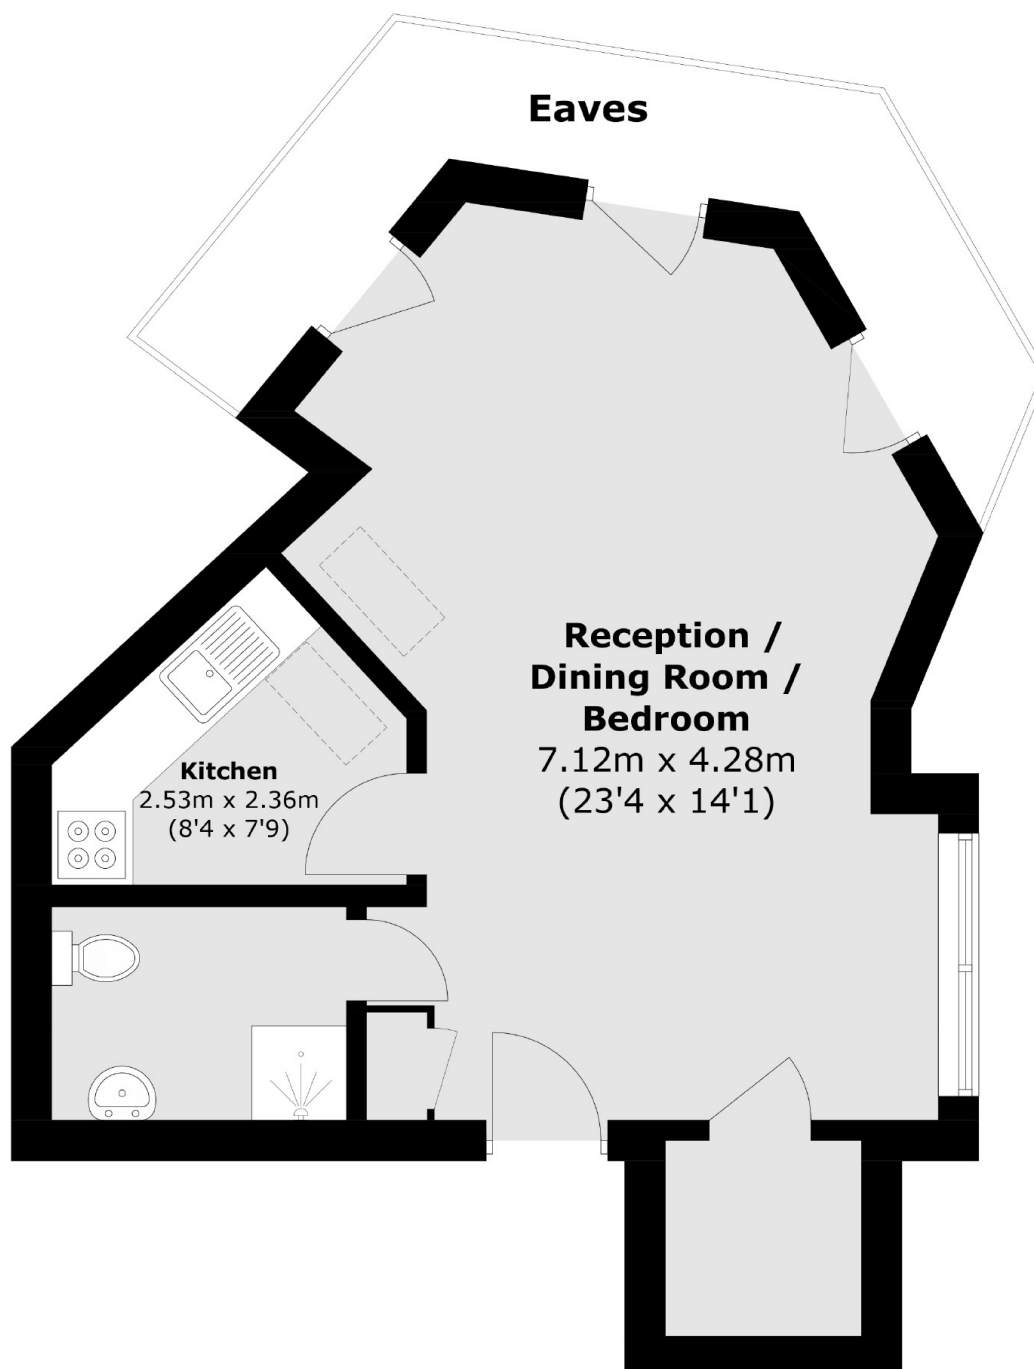 Eaves
Reception /
Dining Room /
Bedroom
7.12m x 4.28m
(23'4 x 14'1)
Kitchen
2.53m x 2.36m
(8'4 x 7'9)